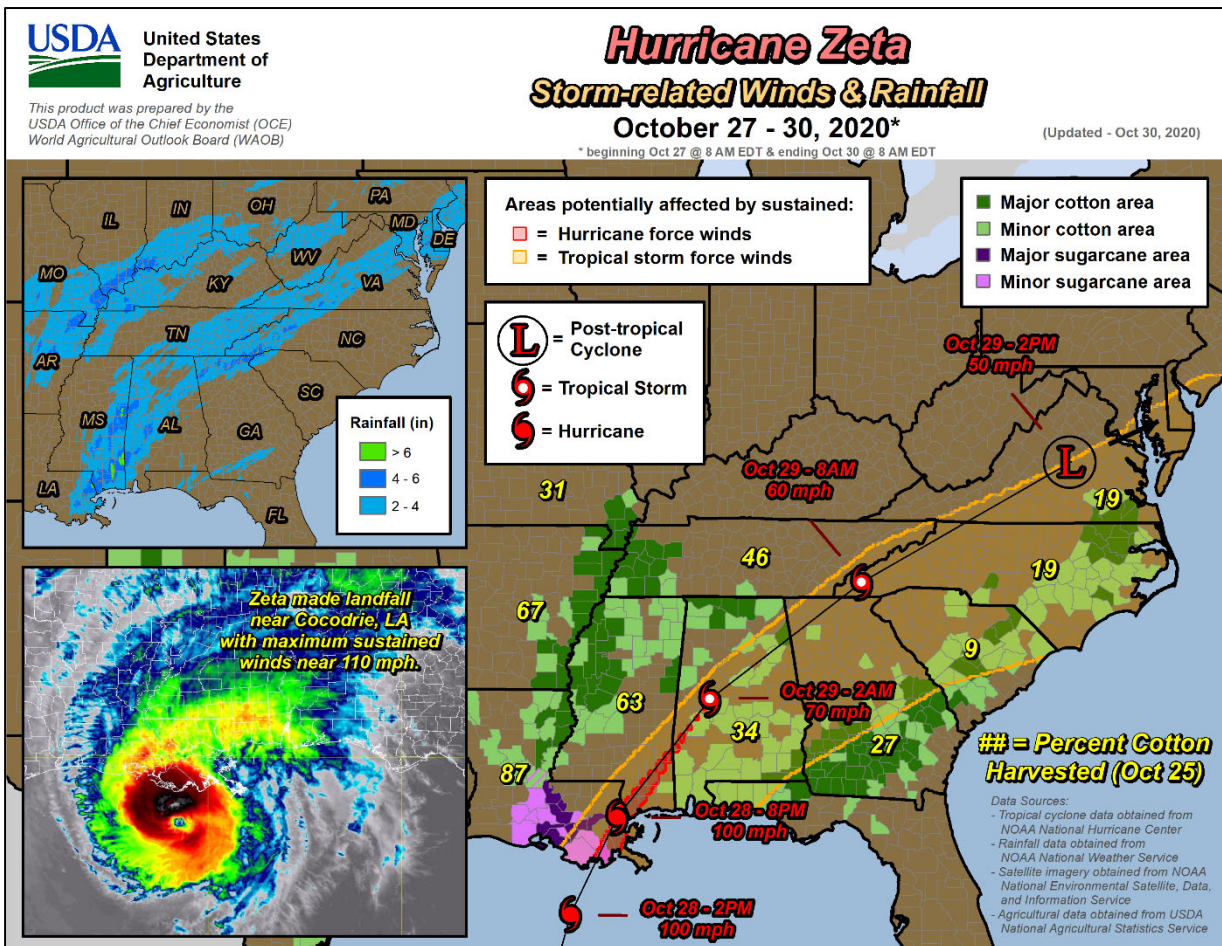 USDA
United States
Department of
Agriculture
This product was prepared by the
USDA Office of the Chief Economist (OCE)
World Agricultural Outlook Board (WAOB)
Hurricane Zeta
Storm-related Winds & Rainfall
October 27 - 30, 2020*
* beginning Oct 27 @ 8 AM EDT & ending Oct 30 @ 8 AM EDT
(Updated - Oct 30, 2020)
IL
IN
OH
PA
MD
DE
WV
MO
KY
VA
TN
NC
AR
SC
MS
AL
GA
LA
FL
Rainfall (in)
> 6
4 - 6
2 - 4
Areas potentially affected by sustained:
= Hurricane force winds
= Tropical storm force winds
L = Post-tropical
Cyclone
= Tropical Storm
= Hurricane
Major cotton area
Minor cotton area
Major sugarcane area
Minor sugarcane area
Oct 29 - 2PM
50 mph
L
Oct 29 - 8AM
60 mph
31
46
19
19
67
9
63
Oct 29 - 2AM
70 mph
34
27
87
Oct 28 - 8PM
100 mph
Oct 28 - 2PM
100 mph
Zeta made landfall
near Cocodrie, LA
with maximum sustained
winds near 110 mph.
## = Percent Cotton
Harvested (Oct 25)
Data Sources:
- Tropical cyclone data obtained from
NOAA National Hurricane Center
- Rainfall data obtained from
NOAA National Weather Service
- Satellite imagery obtained from NOAA
National Environmental Satellite, Data,
and Information Service
- Agricultural data obtained from USDA
National Agricultural Statistics Service